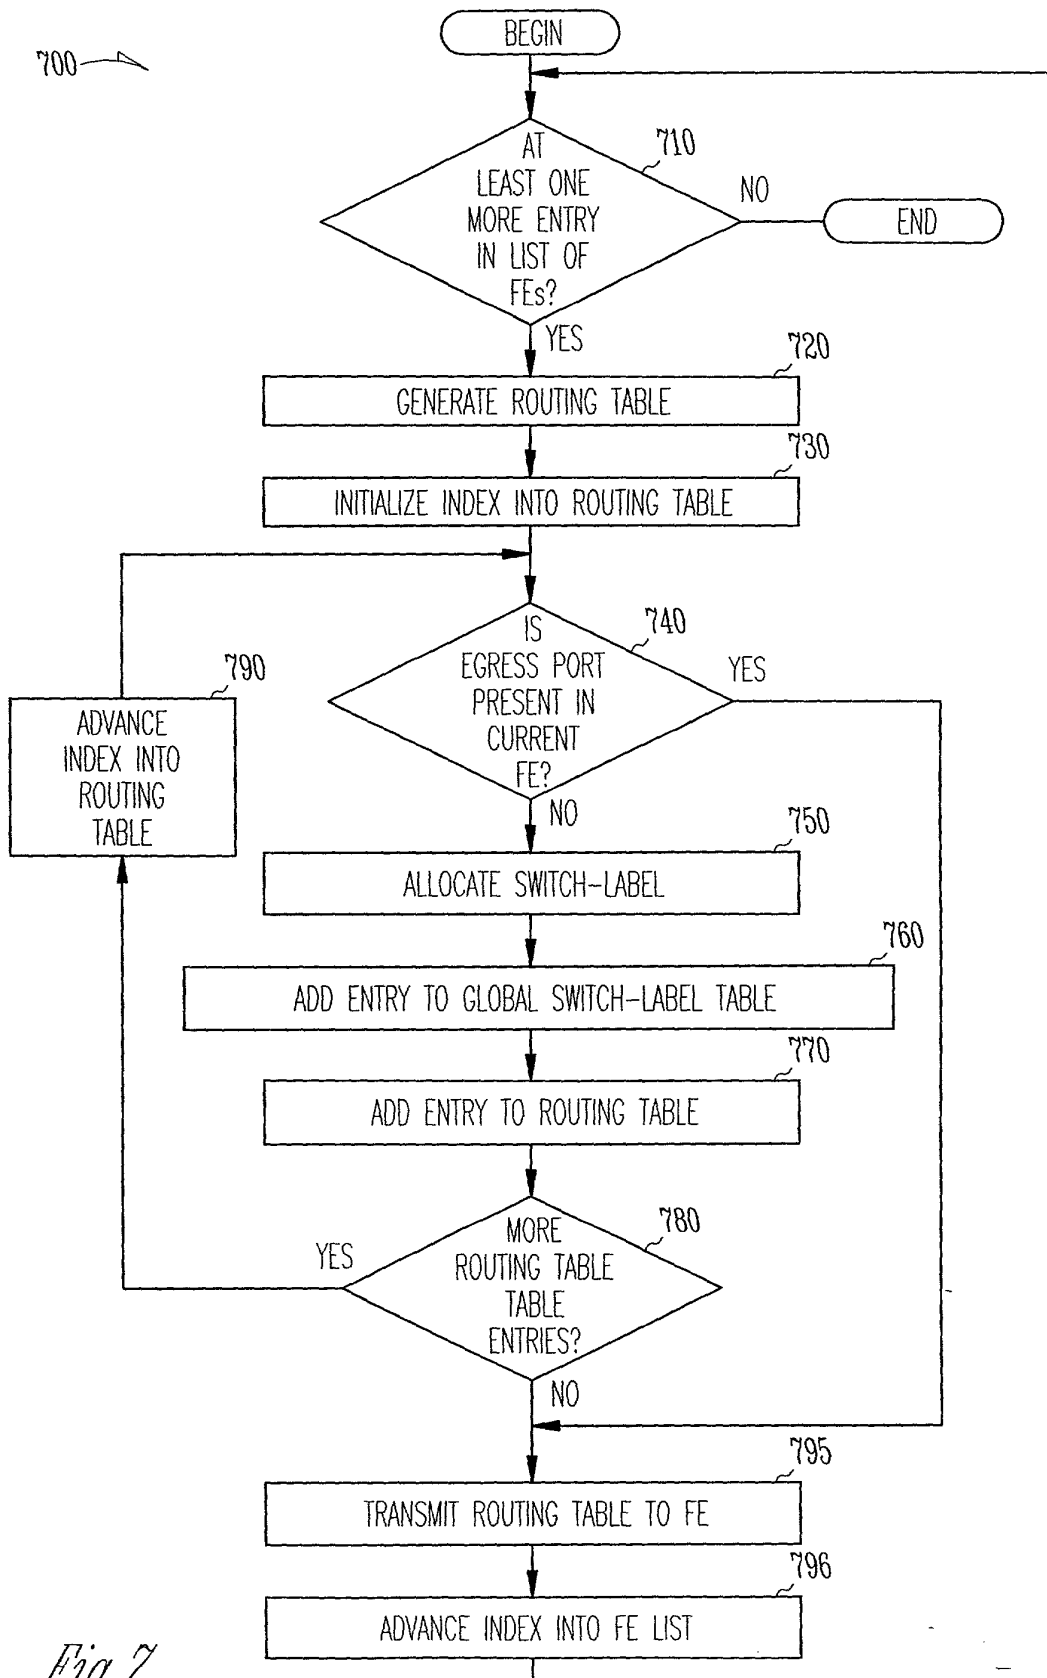 BEGIN
700
AT
LEAST ONE
MORE ENTRY
IN LIST OF
FEs?
710
NO
END
YES
720
GENERATE ROUTING TABLE
730
INITIALIZE INDEX INTO ROUTING TABLE
IS
EGRESS PORT
PRESENT IN
CURRENT
FE?
740
YES
790
ADVANCE
INDEX INTO
ROUTING
TABLE
NO
750
ALLOCATE SWITCH-LABEL
760
ADD ENTRY TO GLOBAL SWITCH-LABEL TABLE
770
ADD ENTRY TO ROUTING TABLE
MORE
ROUTING TABLE
TABLE
ENTRIES?
780
YES
NO
795
TRANSMIT ROUTING TABLE TO FE
796
ADVANCE INDEX INTO FE LIST
Fig. 7